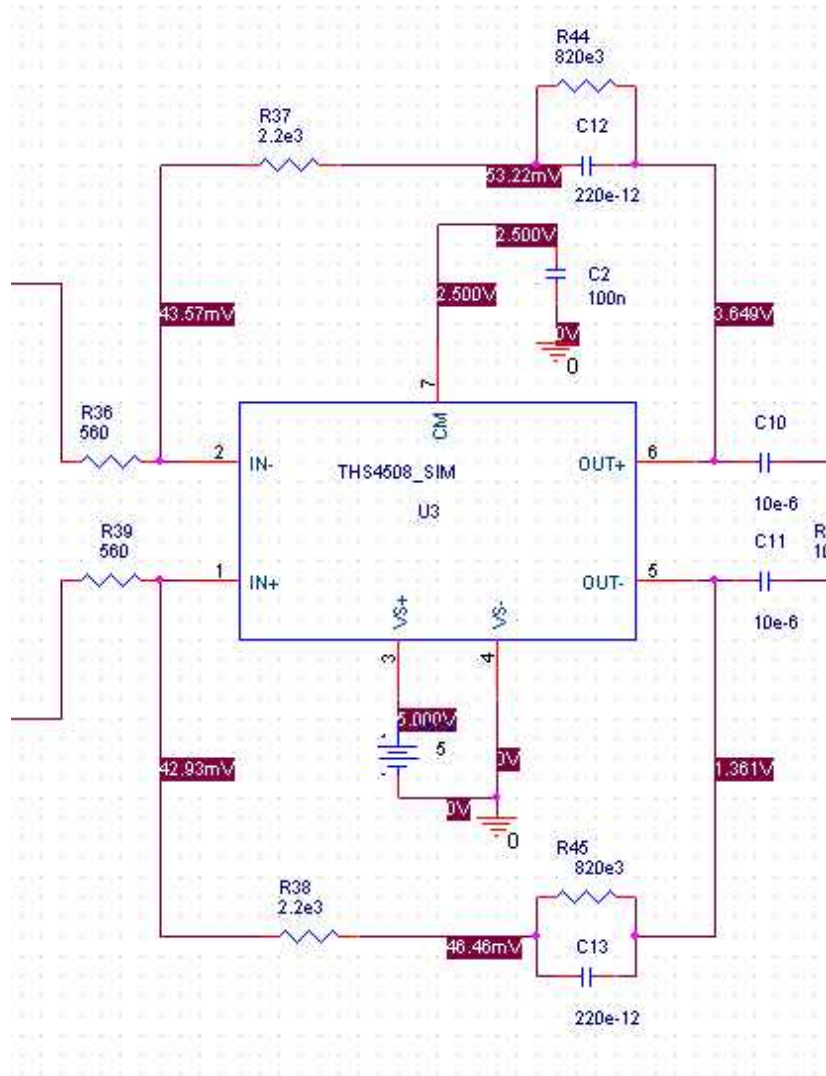 R44
820e3
C12
220e-12
R37
2.2e3
53.22mV
2.500V
2.500V
C2
100n
0V
0
43.57mV
3.649V
7
CM
R36
560
2
IN-
THS4508_SIM
U3
OUT+
6
C10
10e-6
R39
560
1
IN+
OUT-
5
C11
10e-6
VS+
VS-
3
4
5.000V
5
0V
0V
0
42.93mV
1.361V
R45
820e3
R38
2.2e3
46.46mV
C13
220e-12